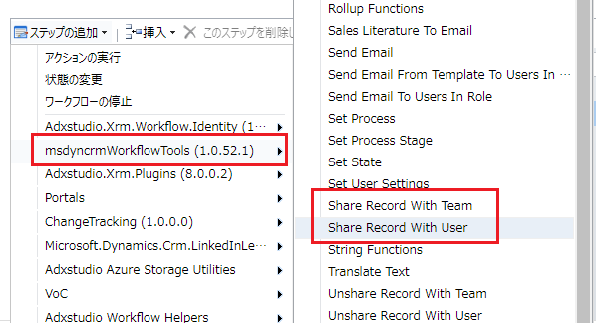 ステップの追加
挿入
このステップを削除し
アクションの実行
状態の変更
ワークフローの停止
Adxstudio.Xrm.Workflow.Identity (1…
msdyncrmWorkflowTools (1.0.52.1)
Adxstudio.Xrm.Plugins (8.0.0.2)
Portals
ChangeTracking (1.0.0.0)
Microsoft.Dynamics.Crm.LinkedInLe…
Adxstudio Azure Storage Utilities
VoC
Adxstudio Workflow Helpers
Rollup Functions
Sales Literature To Email
Send Email
Send Email From Template To Users In …
Send Email To Users In Role
Set Process
Set Process Stage
Set State
Set User Settings
Share Record With Team
Share Record With User
String Functions
Translate Text
Unshare Record With Team
Unshare Record With User